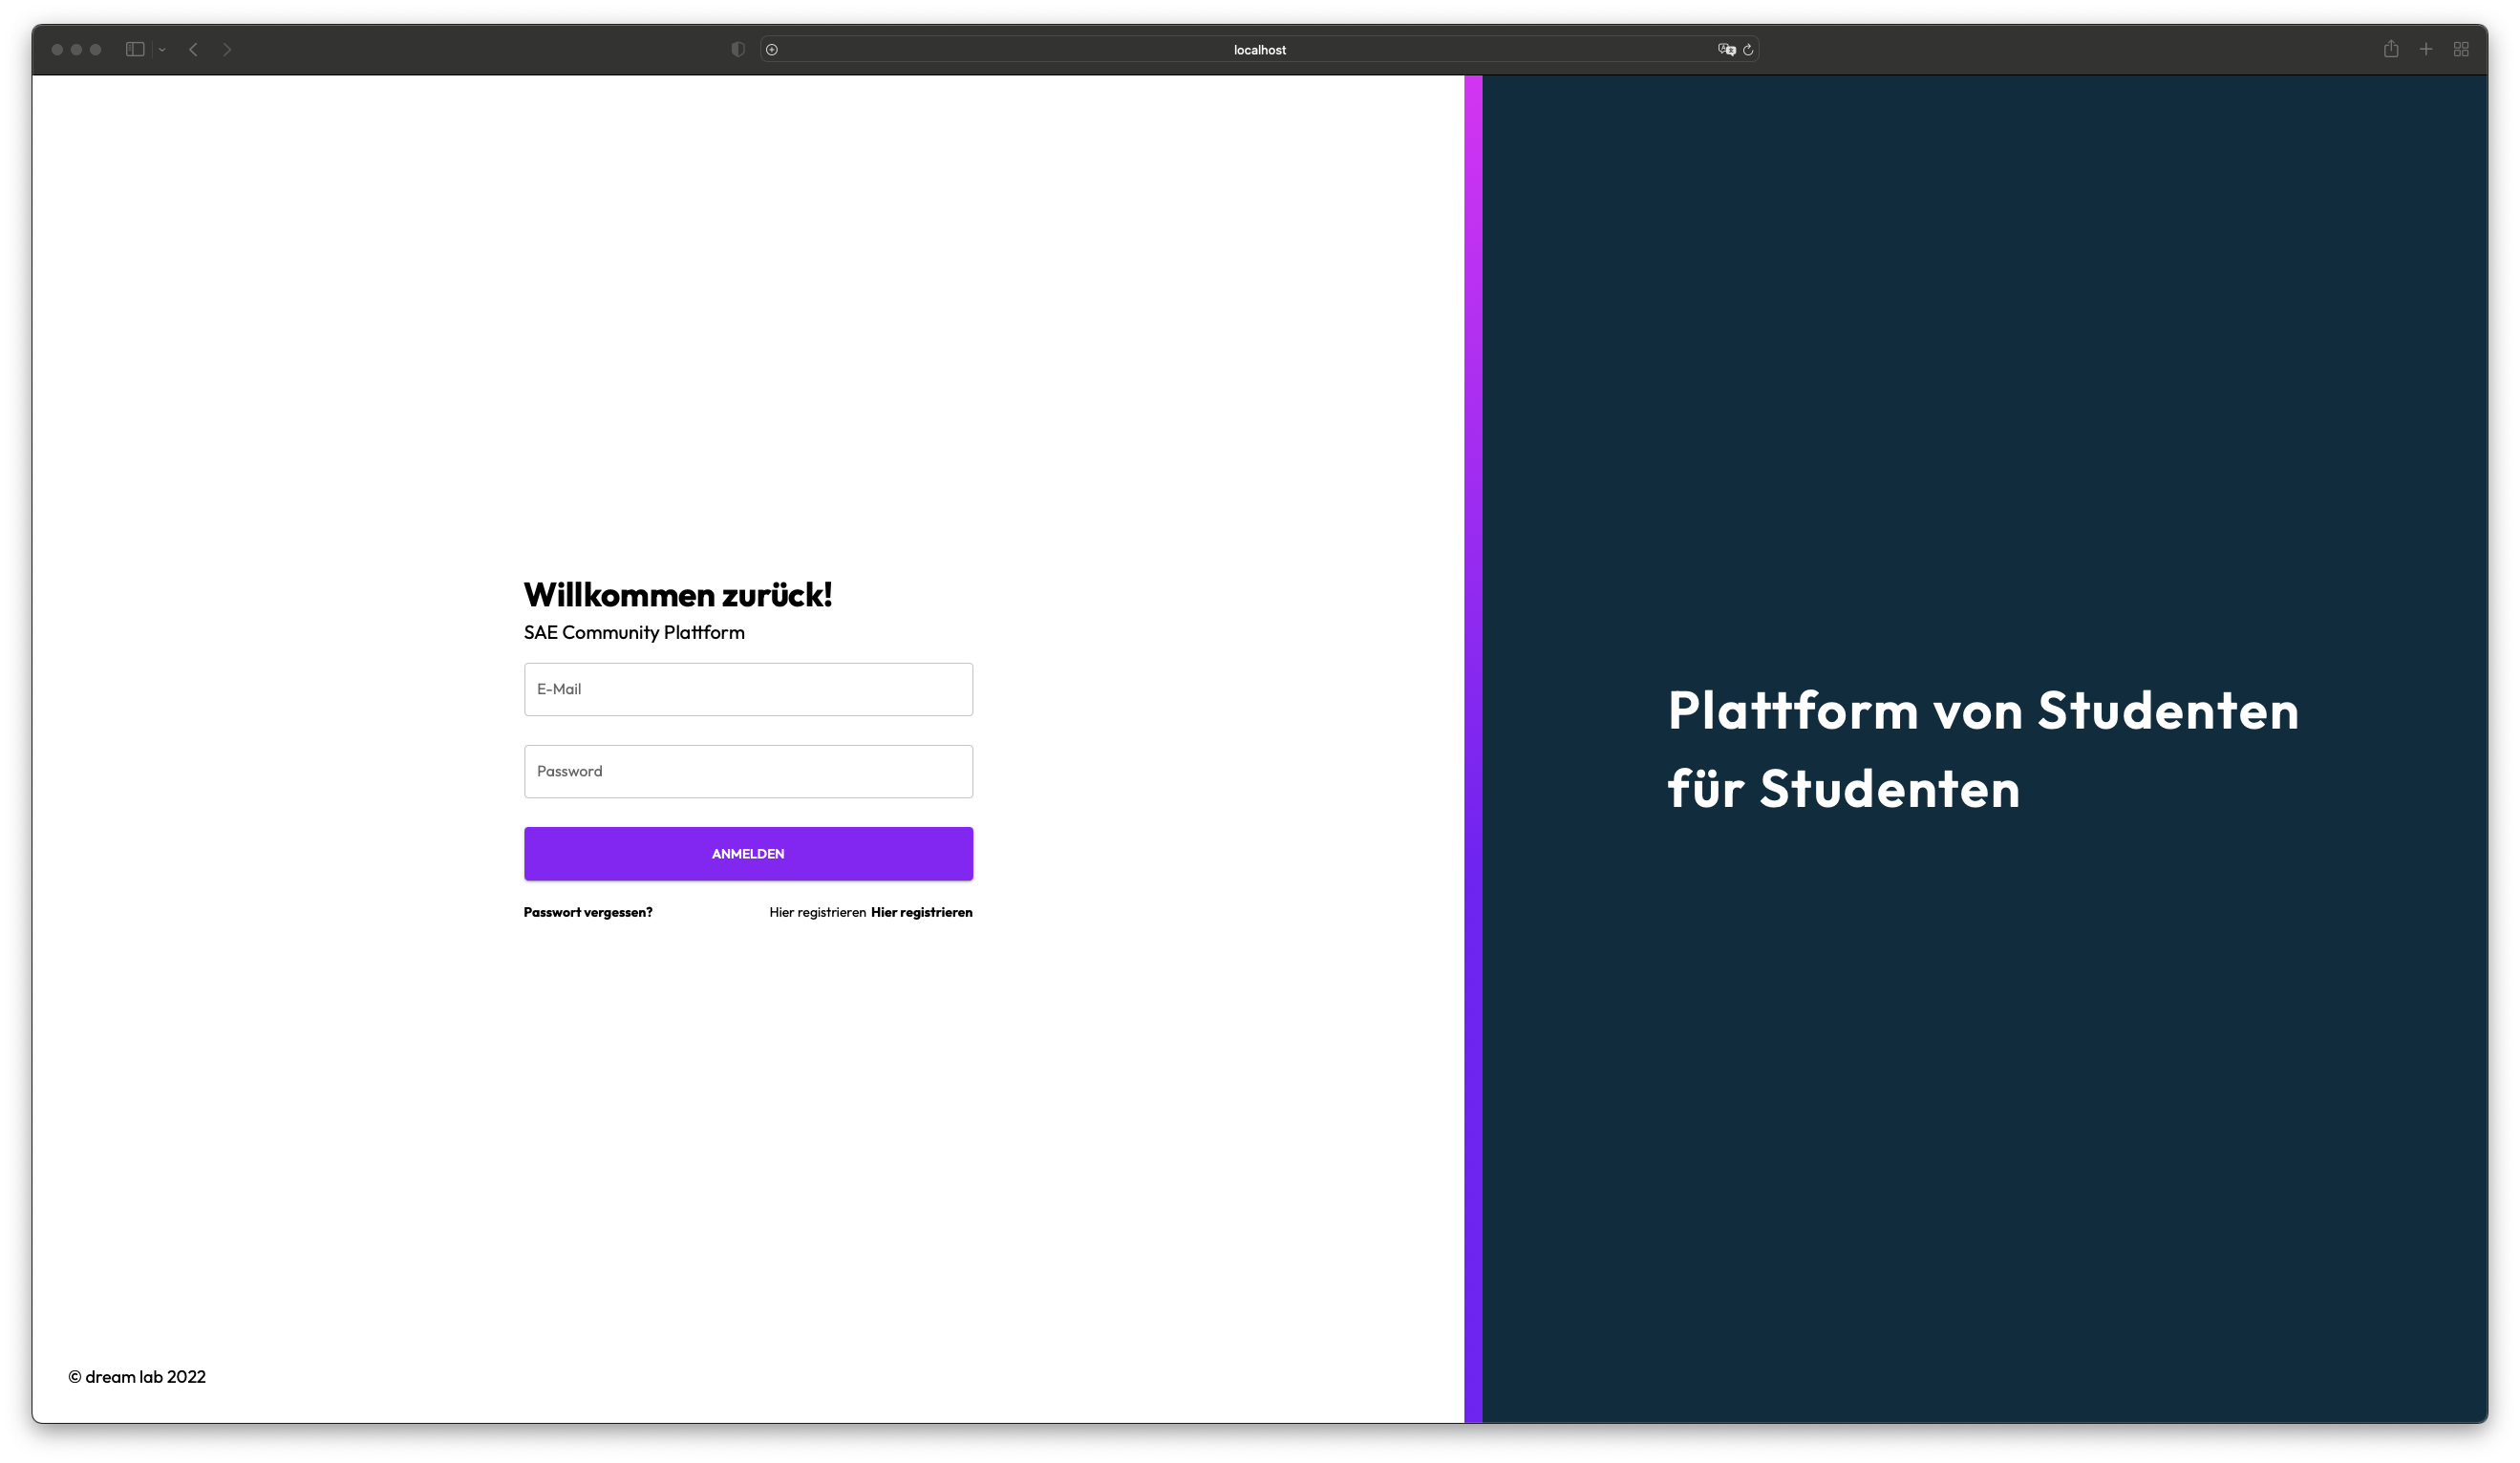 localhost
Willkommen zurück!
SAE Community Plattform
E-Mail
Password
ANMELDEN
Passwort vergessen?
Hier registrieren Hier registrieren
Plattform von Studenten
für Studenten
© dream lab 2022